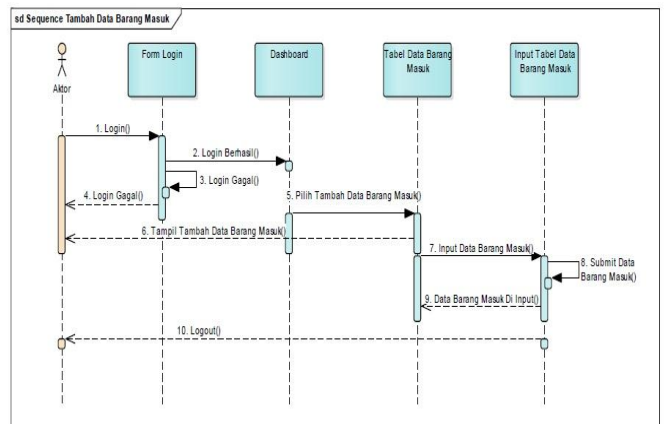 sd Sequence Tambah Data Barang Masuk
Aktor
Form Login
Dashboard
Tabel Data Barang
Masuk
Input Tabel Data
Barang Masuk
1. Login()
2. Login Berhasil()
3. Login Gagal()
4. Login Gagal()
5. Pilih Tambah Data Barang Masuk()
6. Tampil Tambah Data Barang Masuk()
7. Input Data Barang Masuk()
8. Submit Data
Barang Masuk()
9. Data Barang Masuk Di Input()
10. Logout()